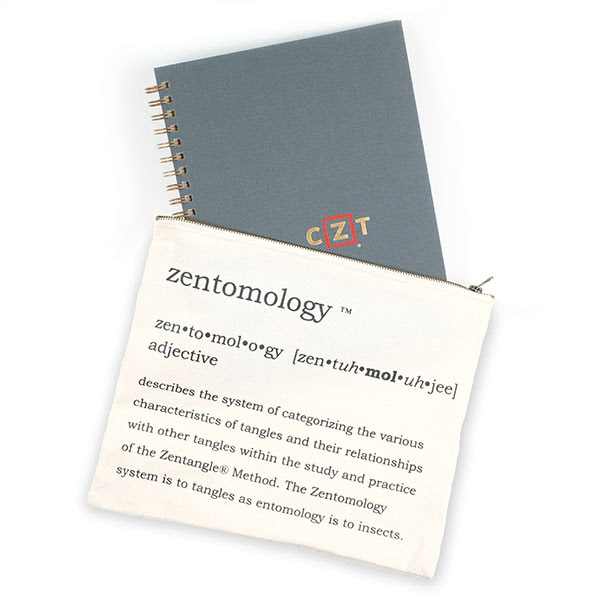 CZT
zentomology ™
zen•to•mol•o•gy [zen•tuh•mol•uh•jee]
adjective
describes the system of categorizing the various
characteristics of tangles and their relationships
with other tangles within the study and practice
of the Zentangle® Method. The Zentomology
system is to tangles as entomology is to insects.